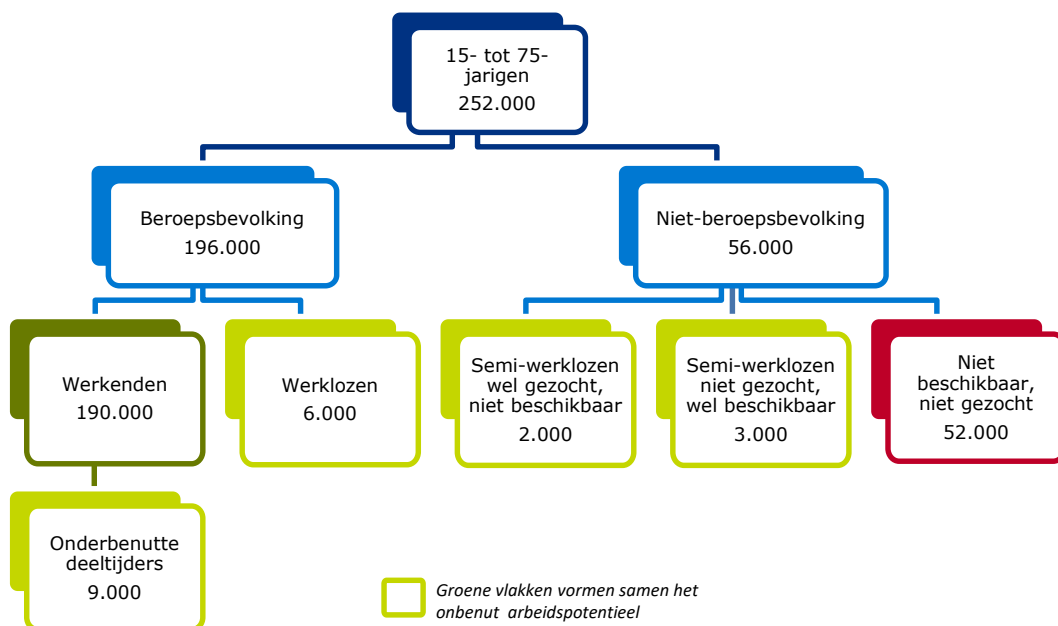 15- tot 75-
jarigen
252.000
Beroepsbevolking
196.000
Niet-beroepsbevolking
56.000
Werkenden
190.000
Werklozen
6.000
Semi-werklozen
wel gezocht,
niet beschikbaar
2.000
Semi-werklozen
niet gezocht,
wel beschikbaar
3.000
Niet
beschikbaar,
niet gezocht
52.000
Onderbenutte
deeltijders
9.000
Groene vlakken vormen samen het
onbenut arbeidspotentieel